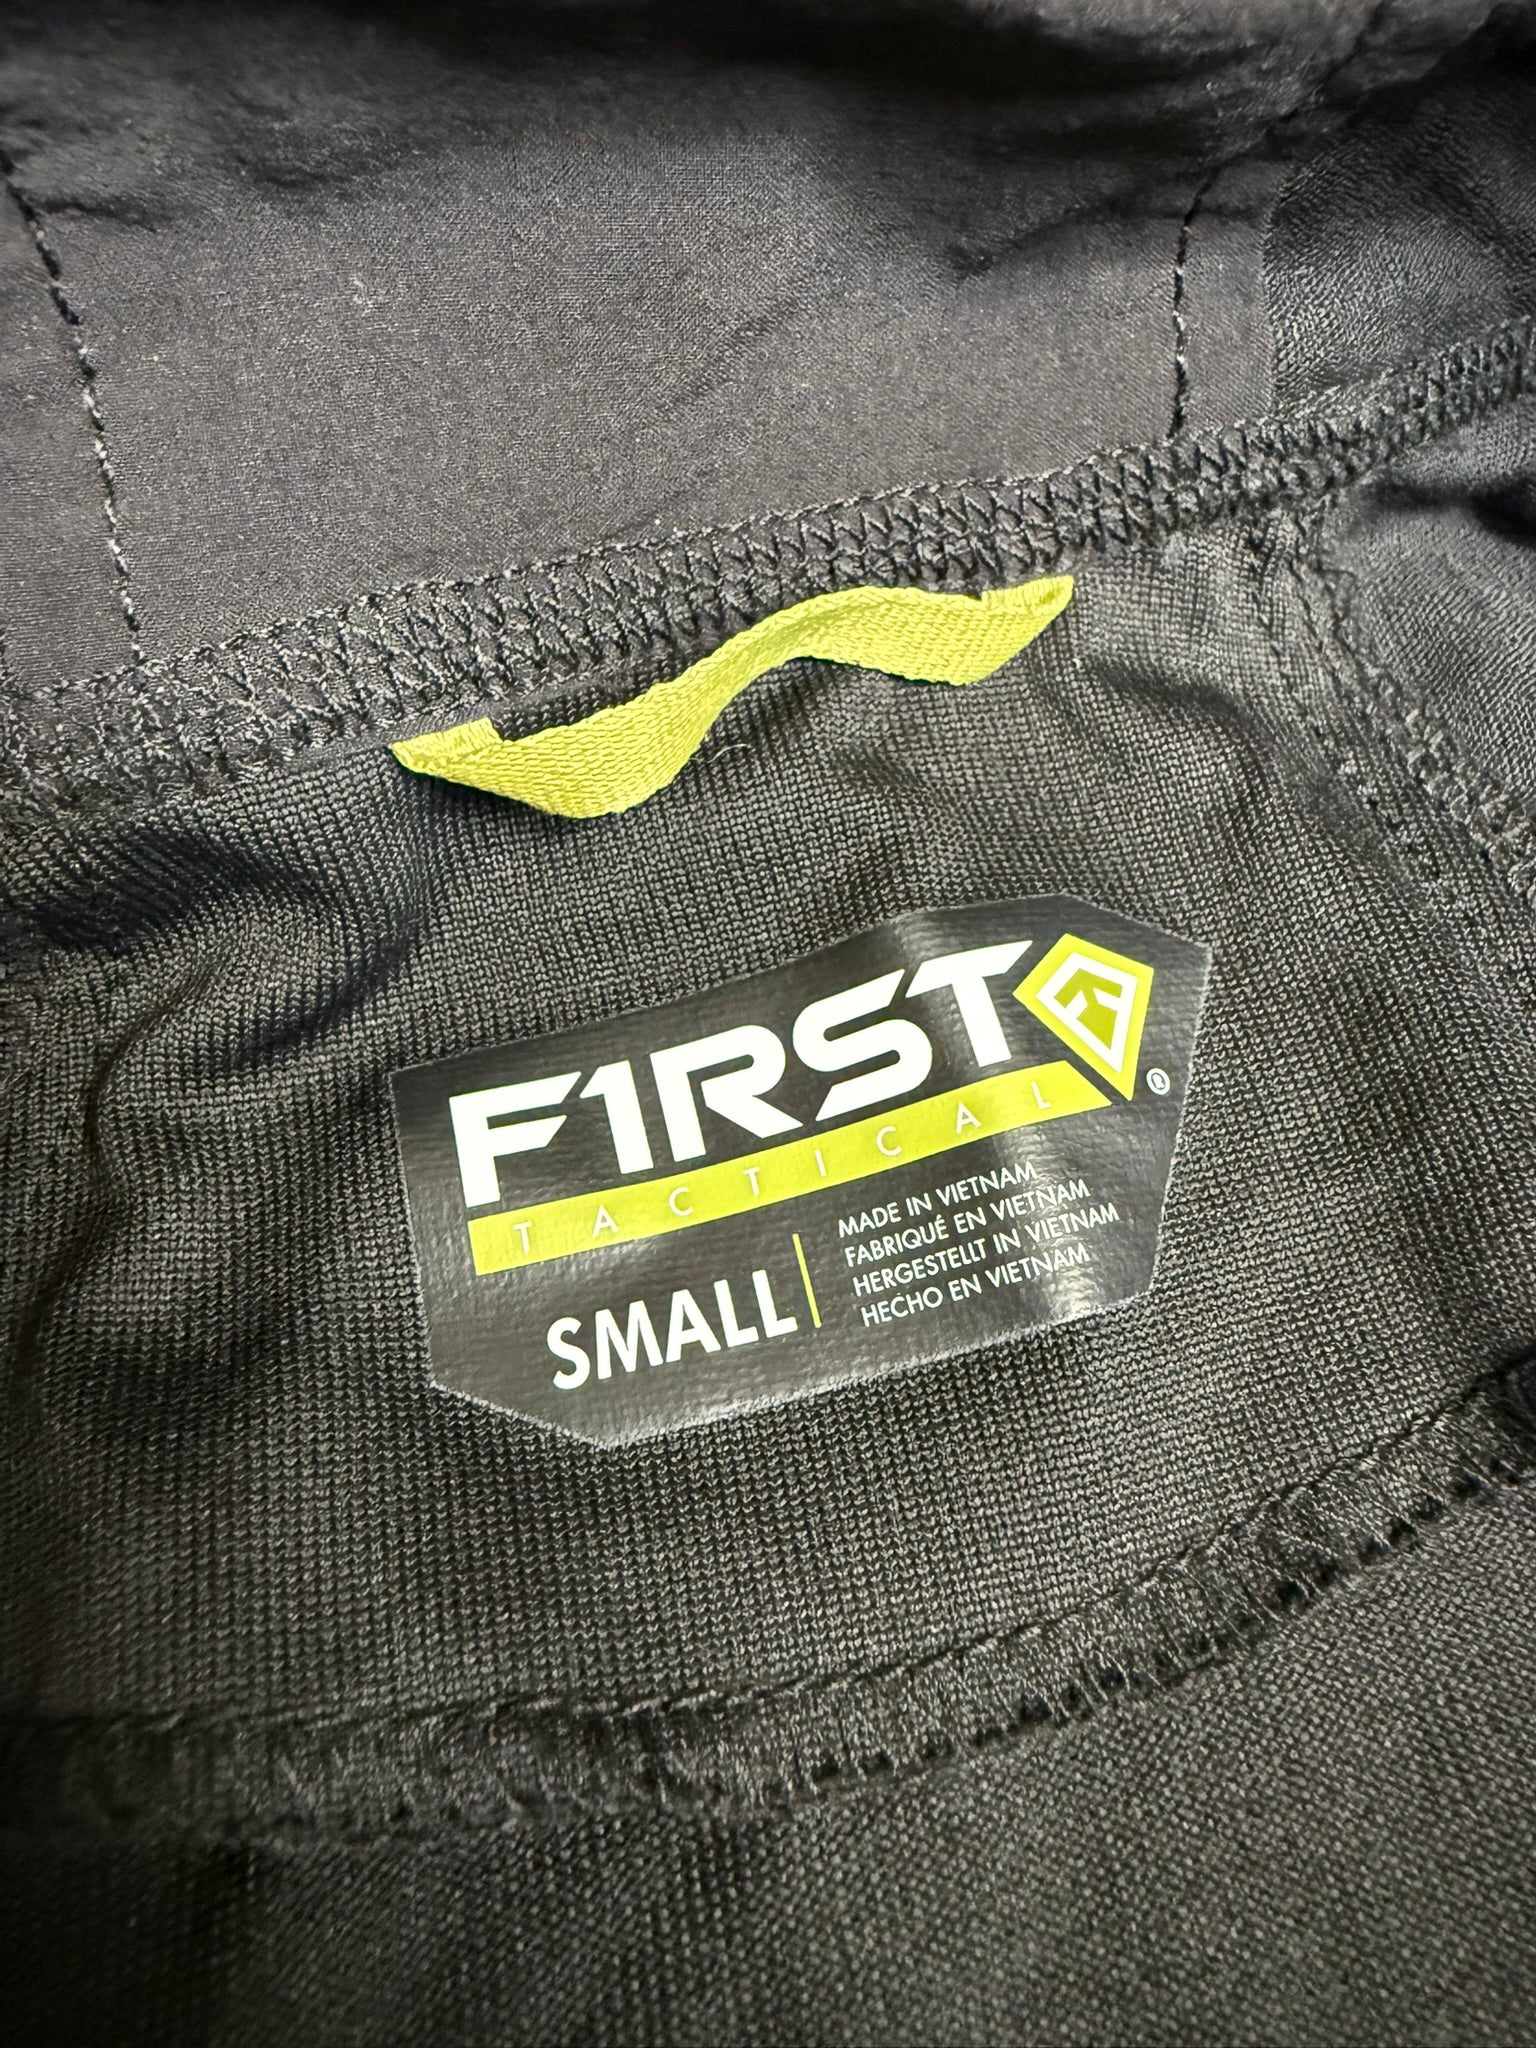 F1RST
TACTICAL
®
SMALL
MADE IN VIETNAM
FABRIQUÉ EN VIETNAM
HERGESTELLT IN VIETNAM
HECHO EN VIETNAM